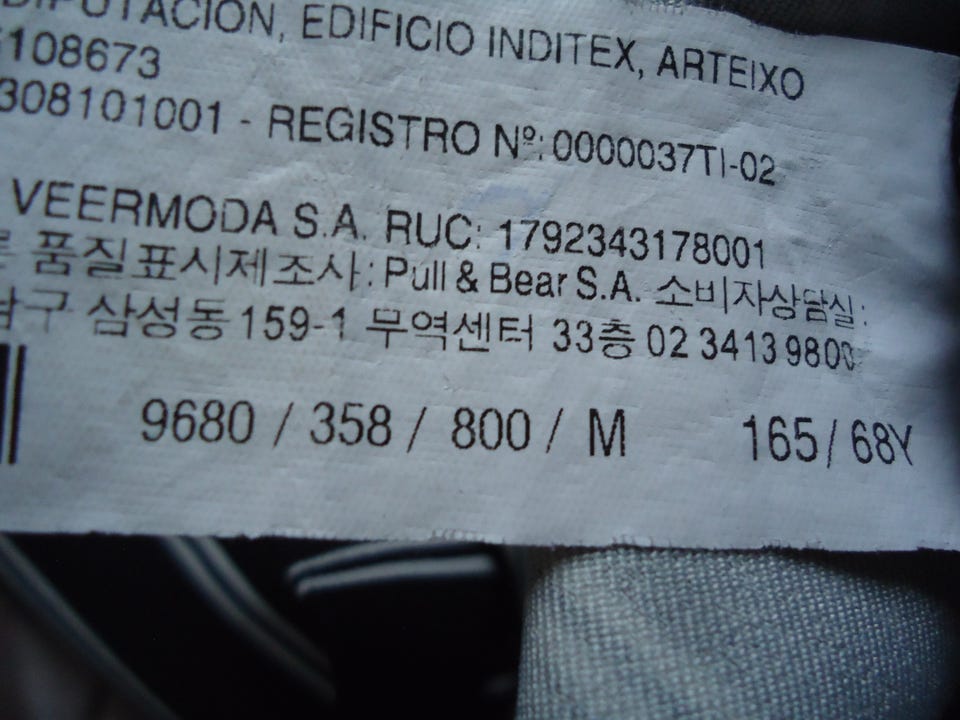 DIPUTACION, EDIFICIO INDITEX, ARTEIXO
108673
308101001 - REGISTRO Nº: 0000037TI-02
VEERMODA S.A. RUC: 1792343178001
품질표시제조사: Pull & Bear S.A. 소비자상담실:
남구 삼성동 159-1 무역센터 33층 02 3413 9800
9680 / 358 / 800 / M 165 / 68Y